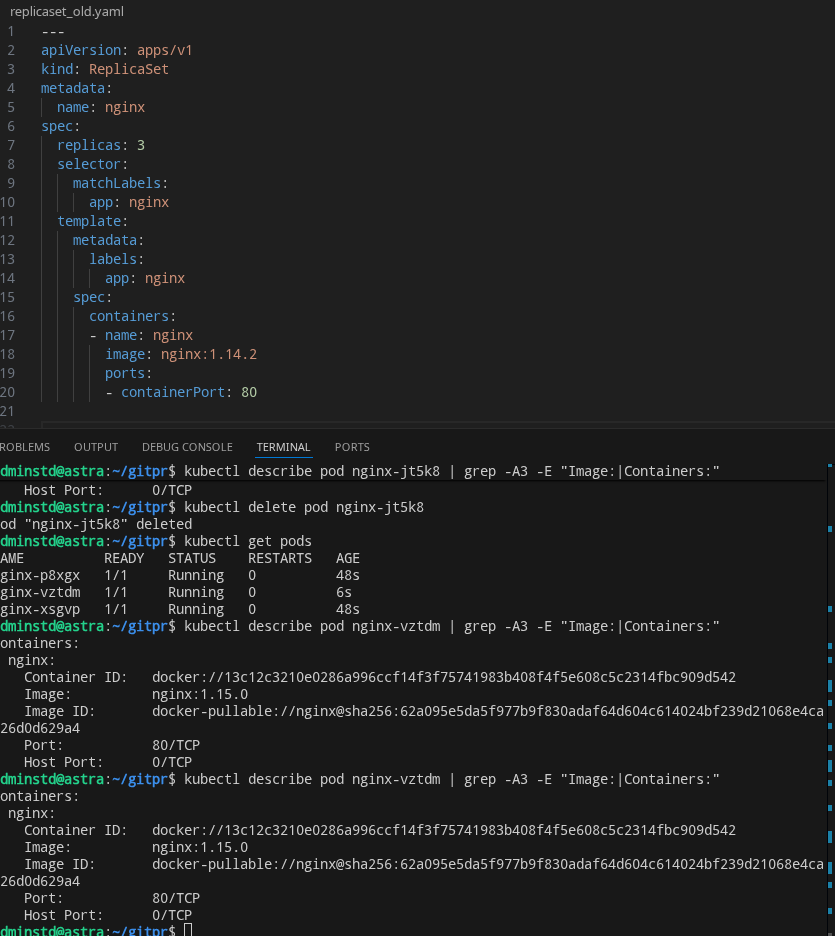 replicaset_old.yaml
1 ---
2 apiVersion: apps/v1
3 kind: ReplicaSet
4 metadata:
5 name: nginx
6 spec:
7 replicas: 3
8 selector:
9 matchLabels:
10 app: nginx
11 template:
12 metadata:
13 labels:
14 app: nginx
15 spec:
16 containers:
17 - name: nginx
18 image: nginx:1.14.2
19 ports:
20 - containerPort: 80
21
ROBLEMS OUTPUT DEBUG CONSOLE TERMINAL PORTS
dminstd@astra:~/gitpr$ kubectl describe pod nginx-jt5k8 | grep -A3 -E "Image:|Containers:"
Host Port: 0/TCP
dminstd@astra:~/gitpr$ kubectl delete pod nginx-jt5k8
od "nginx-jt5k8" deleted
dminstd@astra:~/gitpr$ kubectl get pods
AME READY STATUS RESTARTS AGE
ginx-p8xgx 1/1 Running 0 48s
ginx-vztdm 1/1 Running 0 6s
ginx-xsgvp 1/1 Running 0 48s
dminstd@astra:~/gitpr$ kubectl describe pod nginx-vztdm | grep -A3 -E "Image:|Containers:"
ontainers:
nginx:
Container ID: docker://13c12c3210e0286a996ccf14f3f75741983b408f4f5e608c5c2314fbc909d542
Image: nginx:1.15.0
Image ID: docker-pullable://nginx@sha256:62a095e5da5f977b9f830adaf64d604c614024bf239d21068e4ca
26d0d629a4
Port: 80/TCP
Host Port: 0/TCP
dminstd@astra:~/gitpr$ kubectl describe pod nginx-vztdm | grep -A3 -E "Image:|Containers:"
ontainers:
nginx:
Container ID: docker://13c12c3210e0286a996ccf14f3f75741983b408f4f5e608c5c2314fbc909d542
Image: nginx:1.15.0
Image ID: docker-pullable://nginx@sha256:62a095e5da5f977b9f830adaf64d604c614024bf239d21068e4ca
26d0d629a4
Port: 80/TCP
Host Port: 0/TCP
dminstd@astra:~/gitpr$